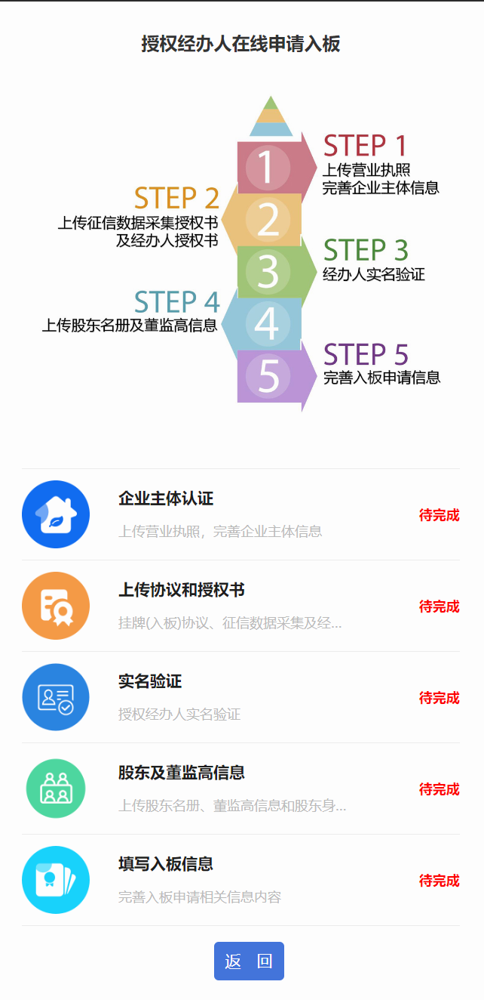 授权经办人在线申请入板
1
STEP 1
上传营业执照
完善企业主体信息
STEP 2
上传征信数据采集授权书
及经办人授权书
2
3
STEP 3
经办人实名验证
STEP 4
上传股东名册及董监高信息
4
5
STEP 5
完善入板申请信息
企业主体认证
上传营业执照，完善企业主体信息
待完成
上传协议和授权书
挂牌(入板)协议、征信数据采集及经...
待完成
实名验证
授权经办人实名验证
待完成
股东及董监高信息
上传股东名册、董监高信息和股东身...
待完成
填写入板信息
完善入板申请相关信息内容
待完成
返 回